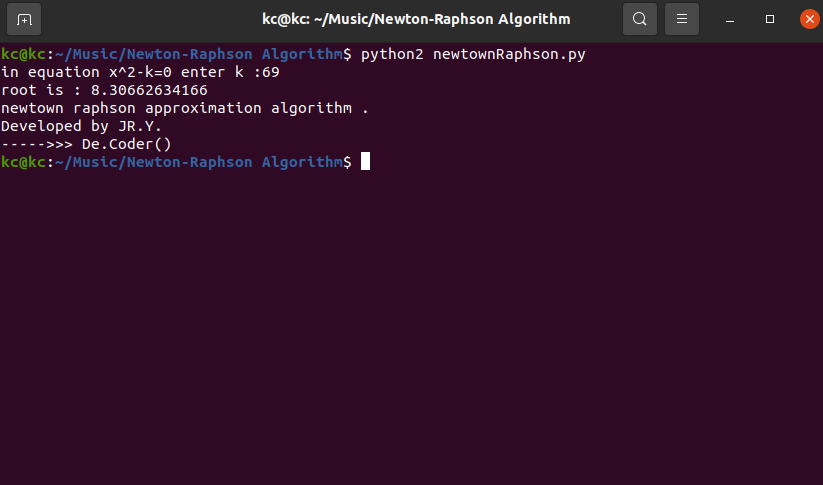 kc@kc: ~/Music/Newton-Raphson Algorithm
kc@kc:~/Music/Newton-Raphson Algorithm$ python2 newtownRaphson.py
in equation x^2-k=0 enter k :69
root is : 8.30662634166
newtown raphson approximation algorithm .
Developed by JR.Y.
----->>> De.Coder()
kc@kc:~/Music/Newton-Raphson Algorithm$